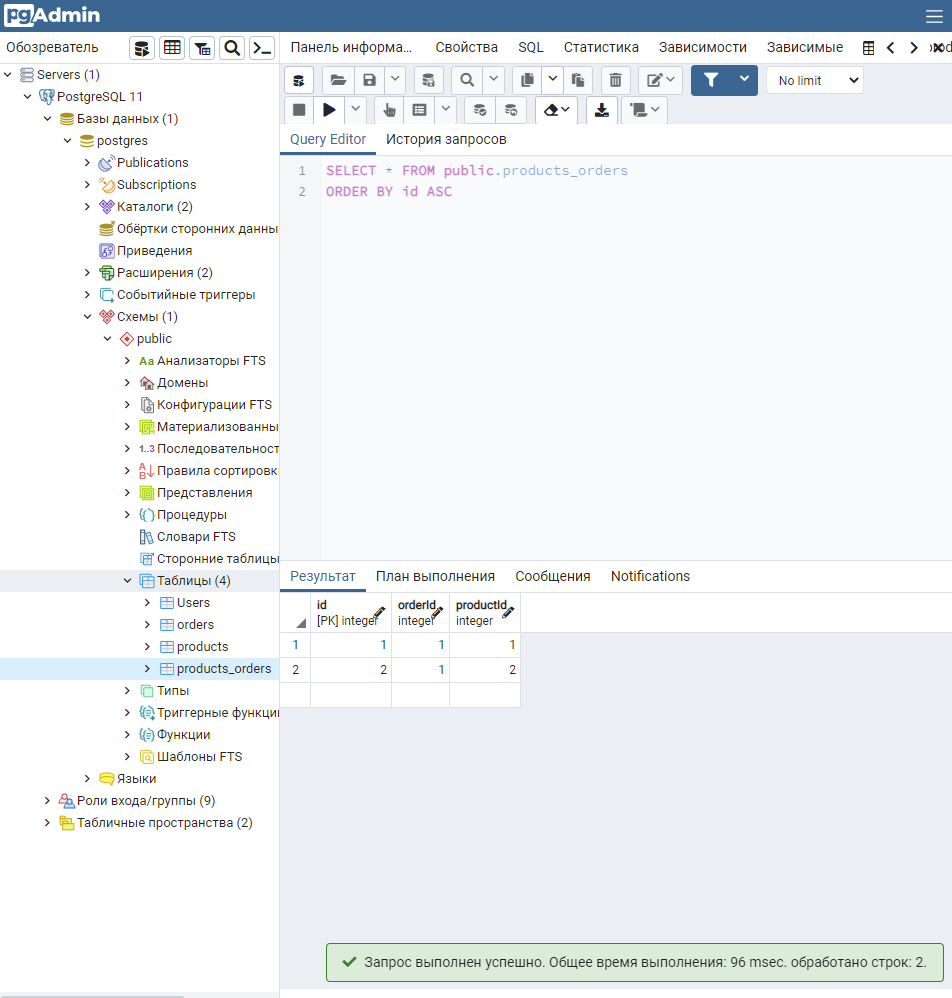 pgAdmin
Обозреватель
Панель информа...
Свойства
SQL
Статистика
Зависимости
Зависимые
Servers (1)
PostgreSQL 11
Базы данных (1)
postgres
Publications
Subscriptions
Каталоги (2)
Обёртки сторонних данны
Приведения
Расширения (2)
Событийные триггеры
Схемы (1)
public
Aa Анализаторы FTS
Домены
Конфигурации FTS
Материализованны
1..3 Последовательност
Правила сортировк
Представления
Процедуры
Словари FTS
Сторонние таблицы
Таблицы (4)
Users
orders
products
products_orders
Типы
Триггерные функци
Функции
Шаблоны FTS
Языки
Роли входа/группы (9)
Табличные пространства (2)
No limit
Query Editor
История запросов
1 SELECT * FROM public.products_orders
2 ORDER BY id ASC
Результат
План выполнения
Сообщения
Notifications
id orderId productId
[PK] integer integer integer
1 1 1 1
2 2 1 2
Запрос выполнен успешно. Общее время выполнения: 96 msec. обработано строк: 2.